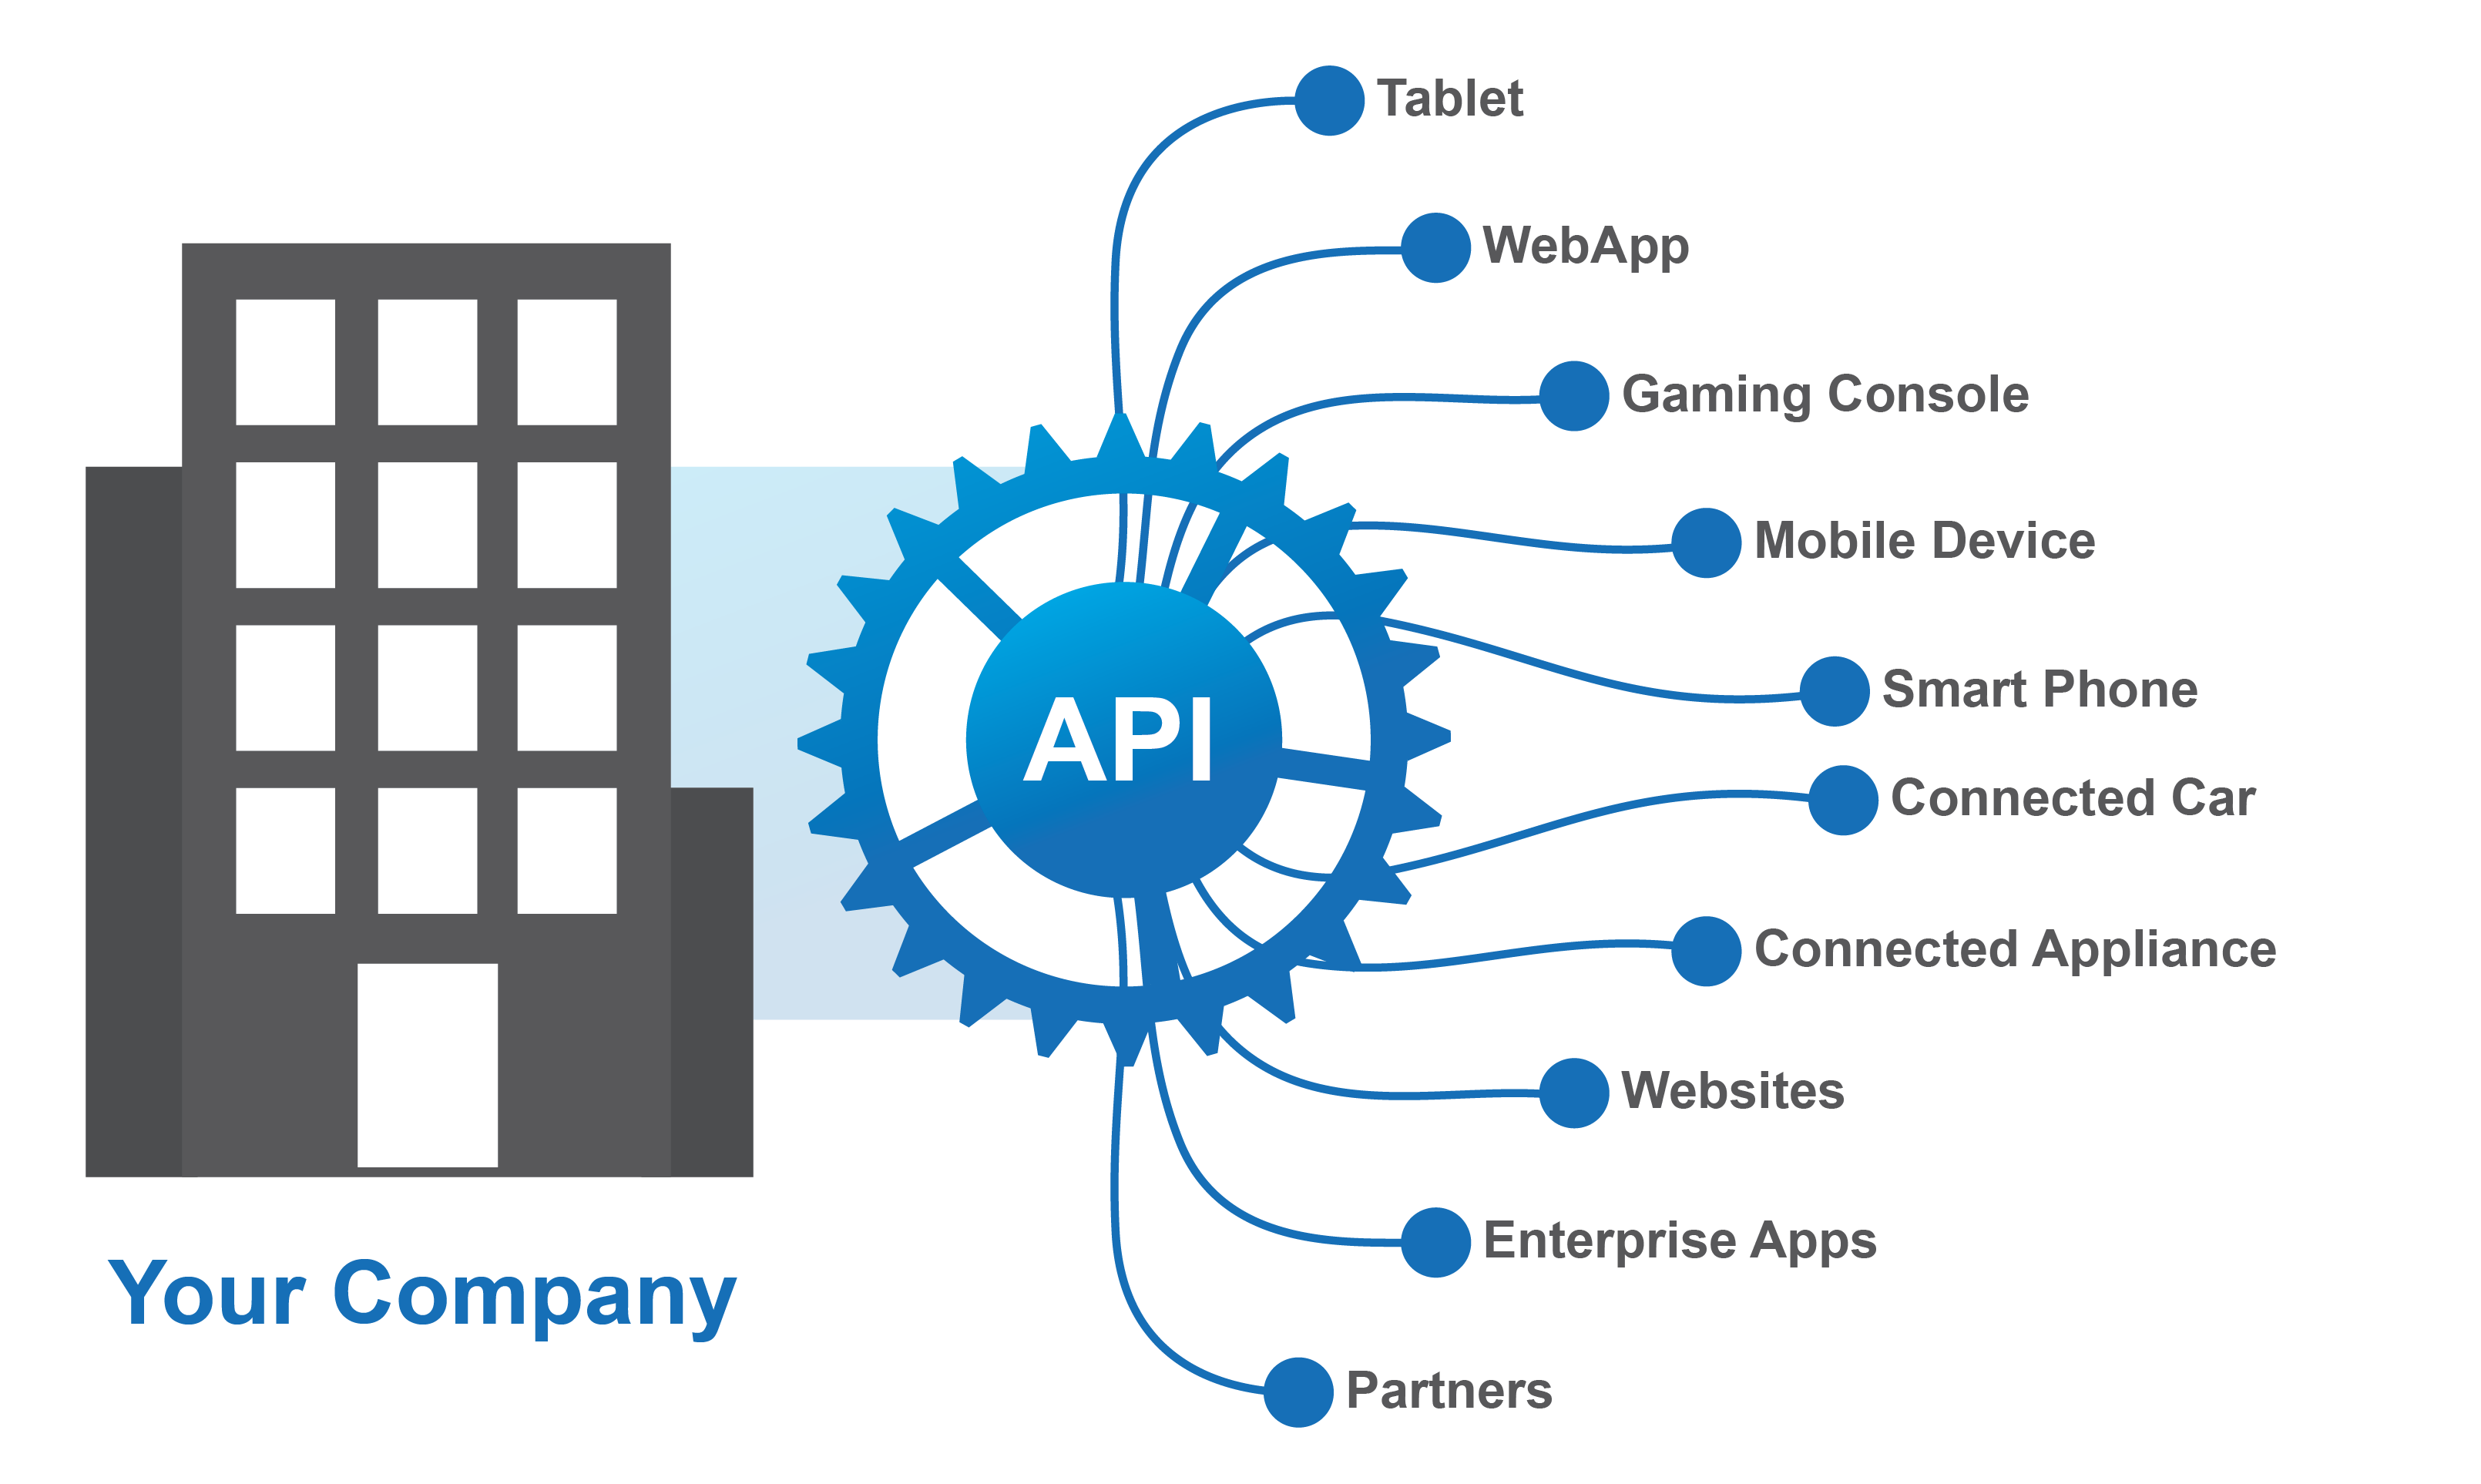 Tablet
WebApp
Gaming Console
Mobile Device
Smart Phone
API
Connected Car
Connected Appliance
Websites
Enterprise Apps
Your Company
Partners